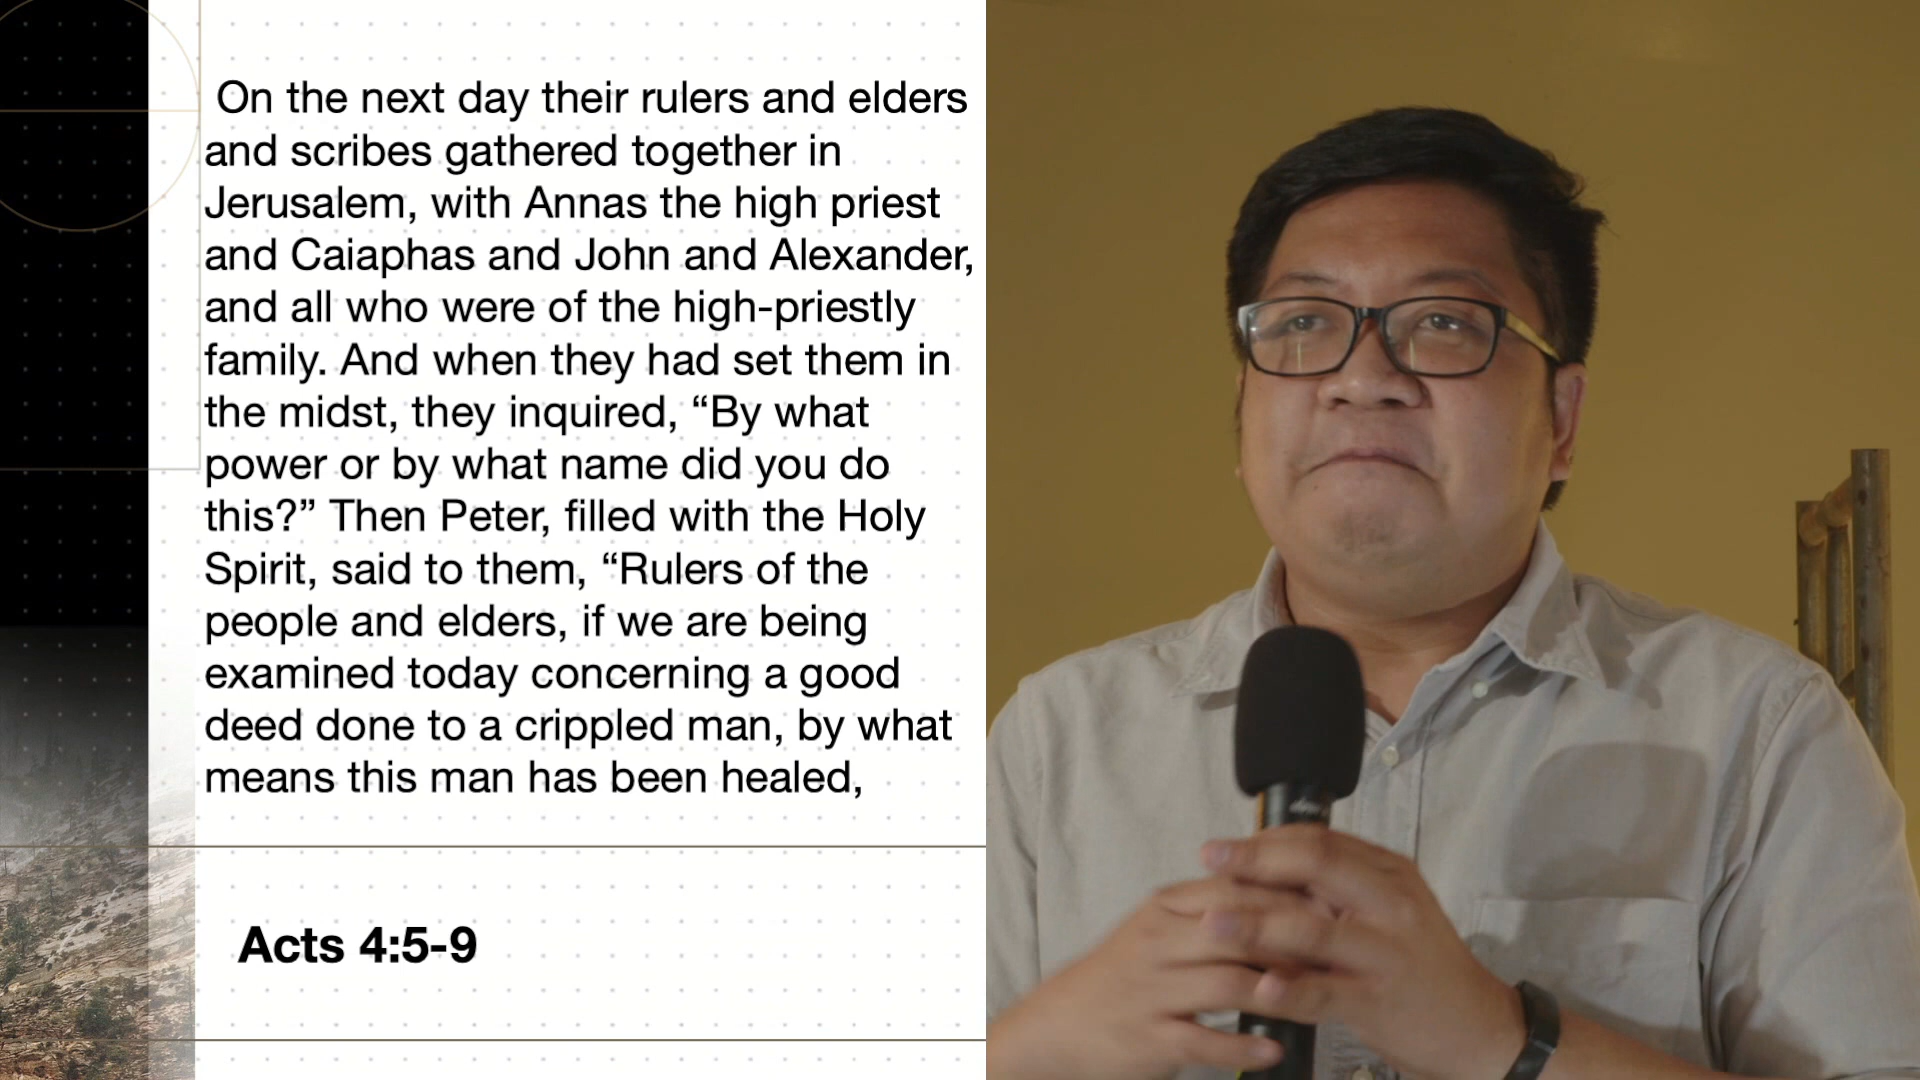 On the next day their rulers and elders
and scribes gathered together in
Jerusalem, with Annas the high priest
and Caiaphas and John and Alexander,
and all who were of the high-priestly
family. And when they had set them in
the midst, they inquired, “By what
power or by what name did you do
this?” Then Peter, filled with the Holy
Spirit, said to them, “Rulers of the
people and elders, if we are being
examined today concerning a good
deed done to a crippled man, by what
means this man has been healed,
Acts 4:5-9